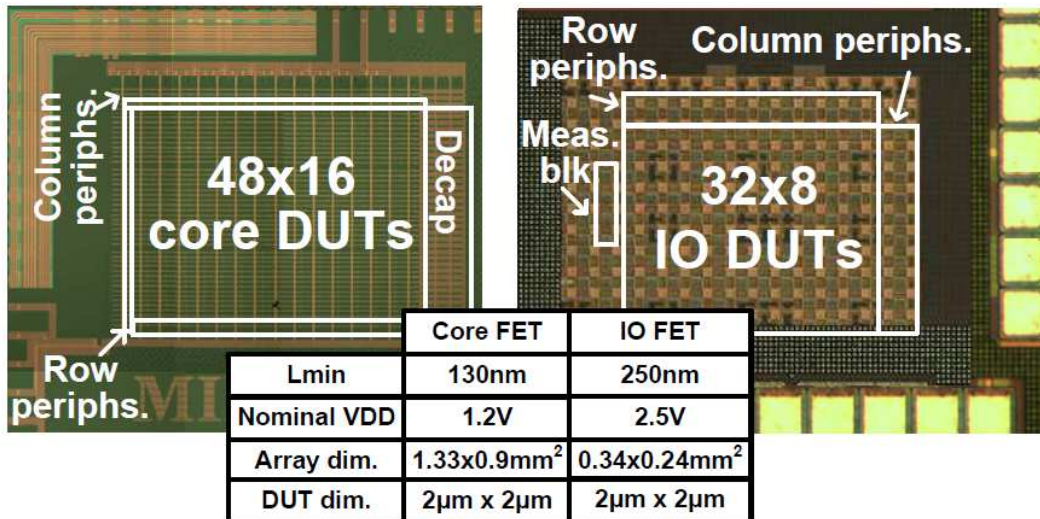 Column
periphs.
48x16
core DUTs
Decap
Row
periphs.
MI
Row
periphs.
Column periphs.
Meas.
blk
32x8
IO DUTs
Core FET IO FET
Lmin 130nm 250nm
Nominal VDD 1.2V 2.5V
Array dim. 1.33x0.9mm² 0.34x0.24mm²
DUT dim. 2µm x 2µm 2µm x 2µm